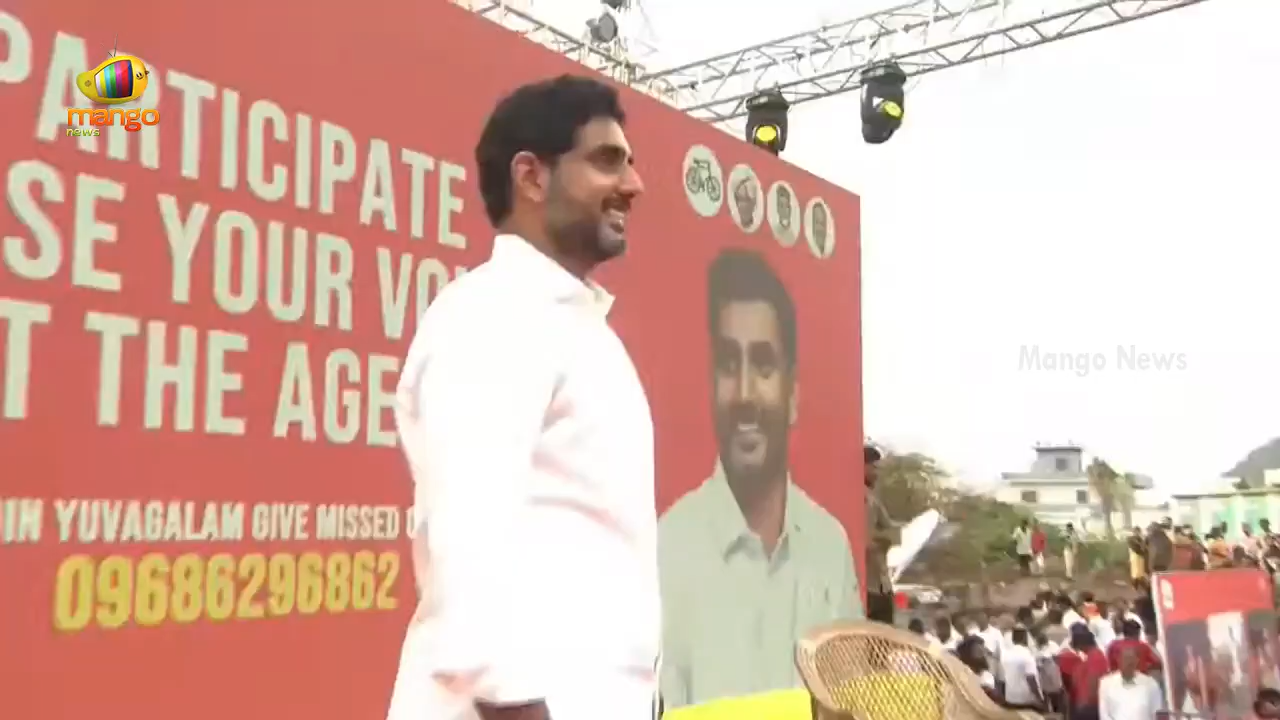 mango
news
PARTICIPATE
SE YOUR VO
T THE AGE
IN YUVAGALAM GIVE MISSED
09686296862
Mango News